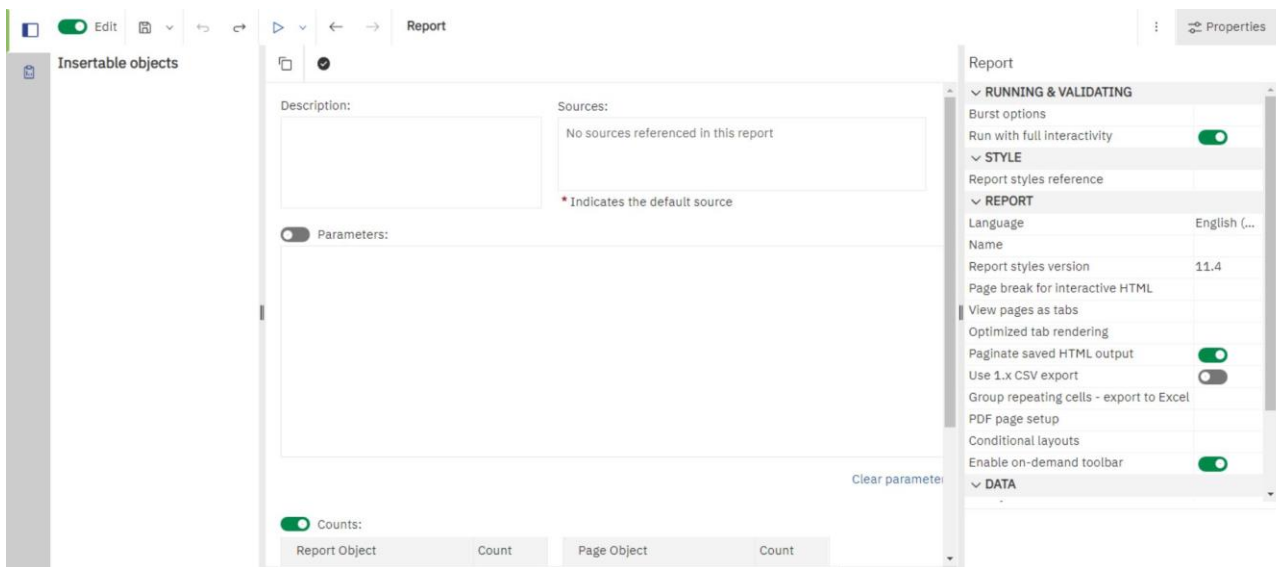 Edit
Report
Properties
Insertable objects
Description:
Sources:
No sources referenced in this report
* Indicates the default source
Parameters:
Clear paramete
Counts:
Report Object Count
Page Object Count
Report
RUNNING & VALIDATING
Burst options
Run with full interactivity
STYLE
Report styles reference
REPORT
Language English (...
Name
Report styles version 11.4
Page break for interactive HTML
View pages as tabs
Optimized tab rendering
Paginate saved HTML output
Use 1.x CSV export
Group repeating cells - export to Excel
PDF page setup
Conditional layouts
Enable on-demand toolbar
DATA